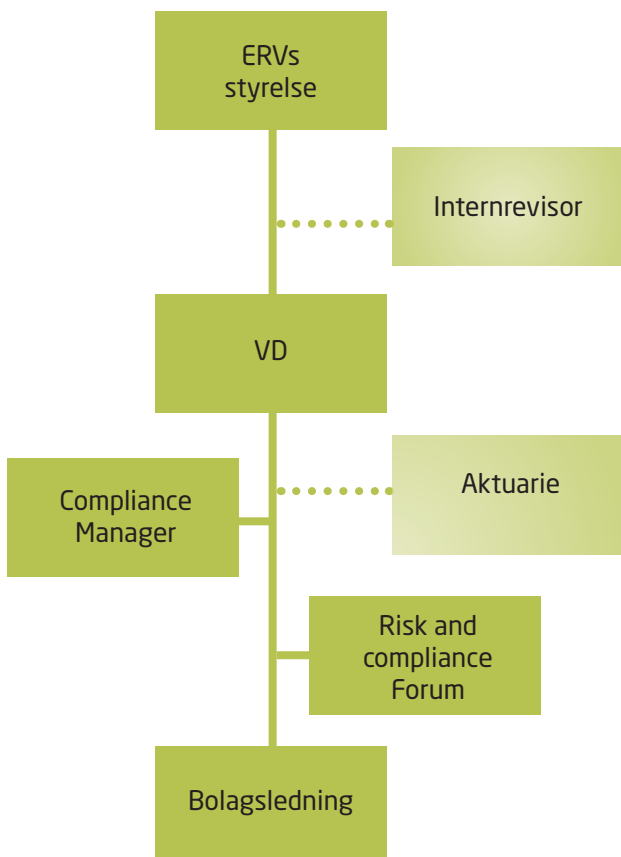 ERVs
styrelse
Internrevisor
VD
Aktuarie
Compliance
Manager
Risk and
compliance
Forum
Bolagsledning